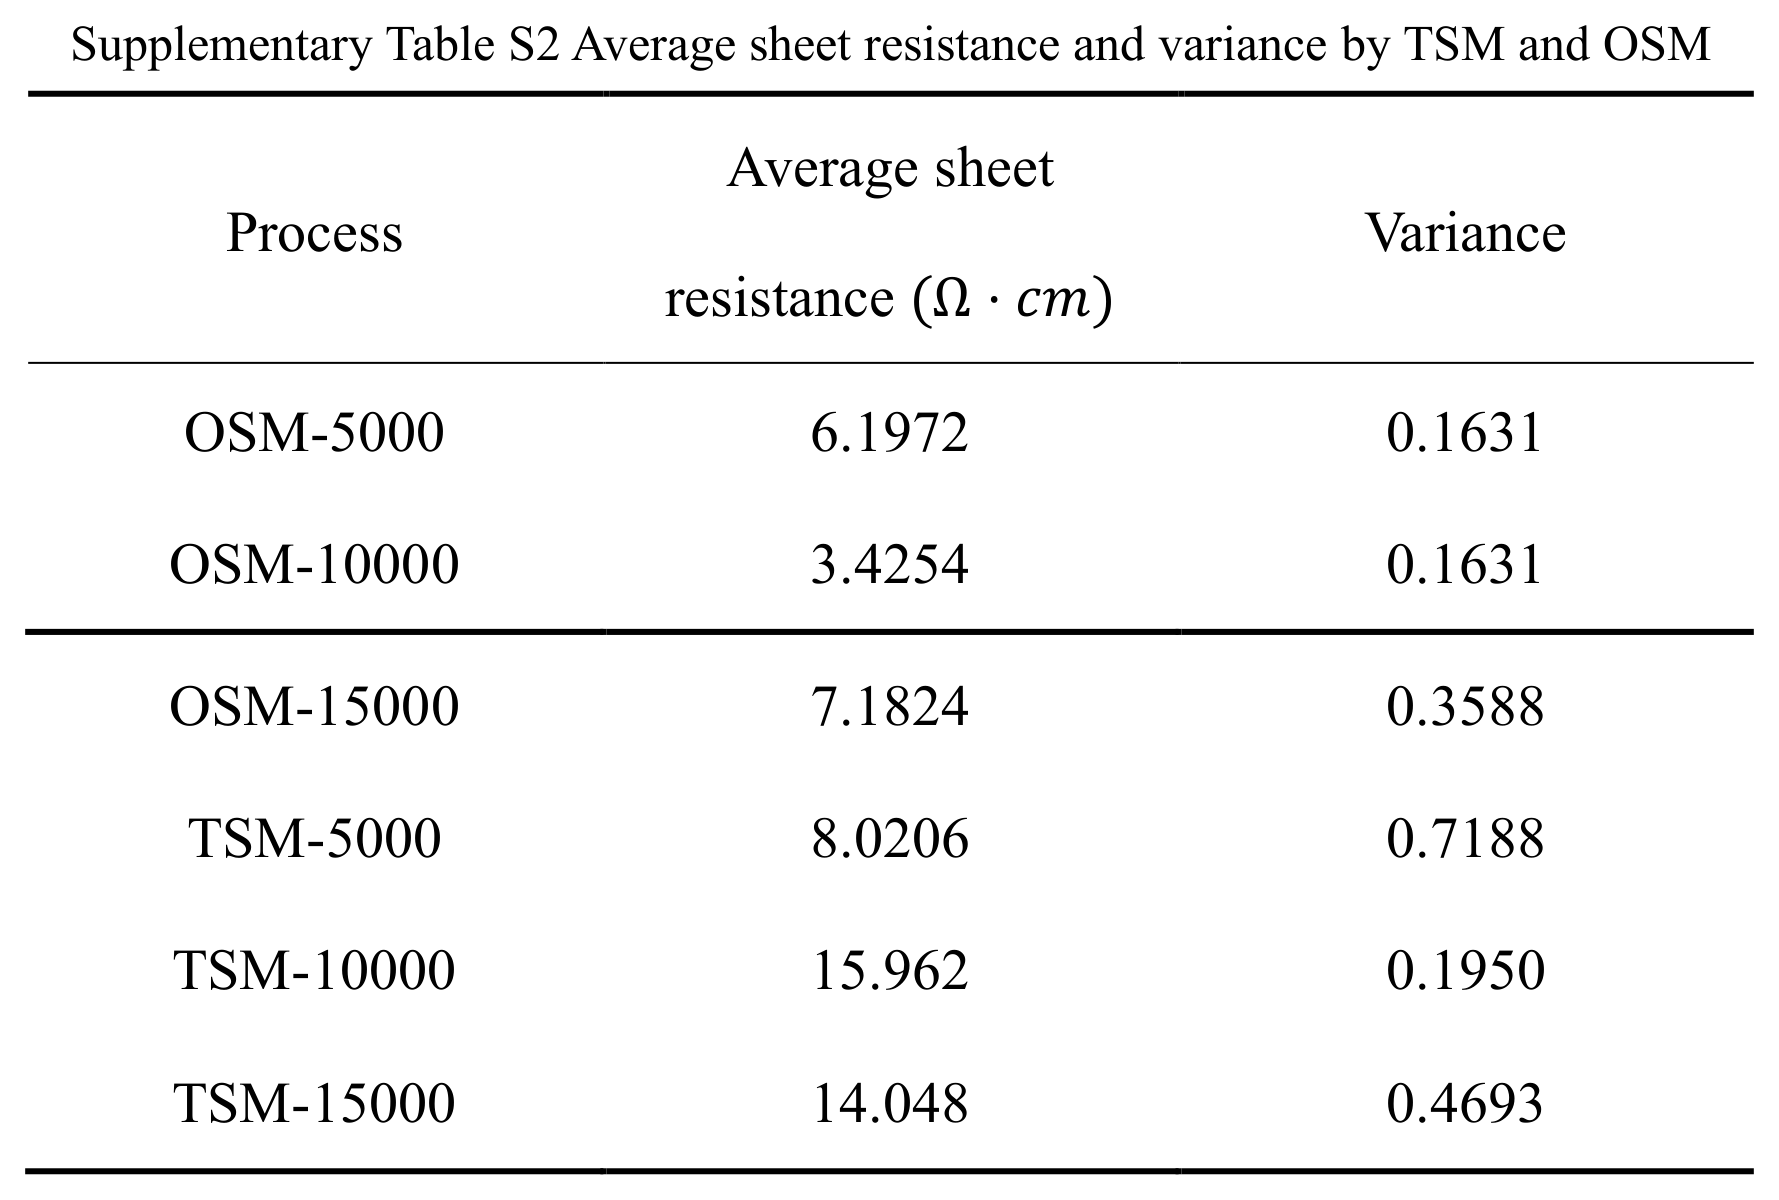 Supplementary Table S2 Average sheet resistance and variance by TSM and OSM
Process
Average sheet
resistance (Ω · cm)
Variance
OSM-5000 6.1972 0.1631
OSM-10000 3.4254 0.1631
OSM-15000 7.1824 0.3588
TSM-5000 8.0206 0.7188
TSM-10000 15.962 0.1950
TSM-15000 14.048 0.4693